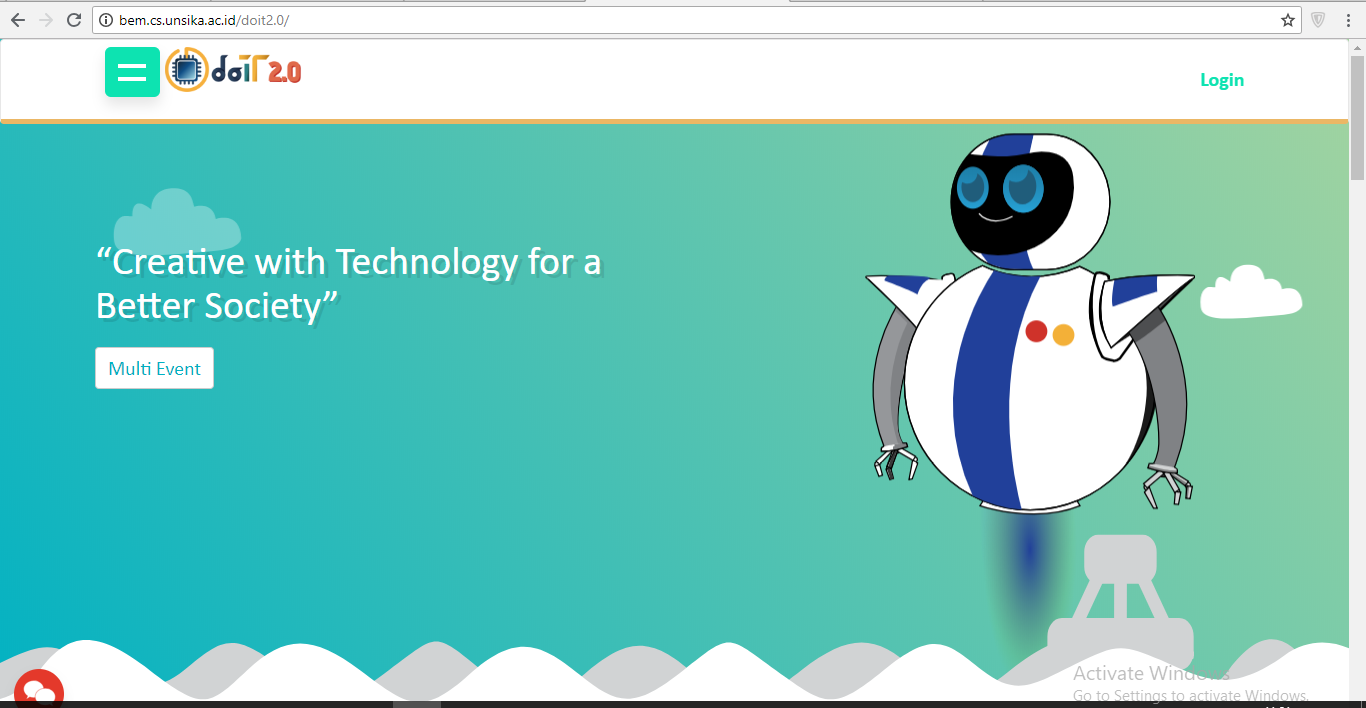 bem.cs.unsika.ac.id/doit2.0/
doiT 2.0
Login
“Creative with Technology for a
Better Society”
Multi Event
Activate Windows
Go to Settings to activate Windows.